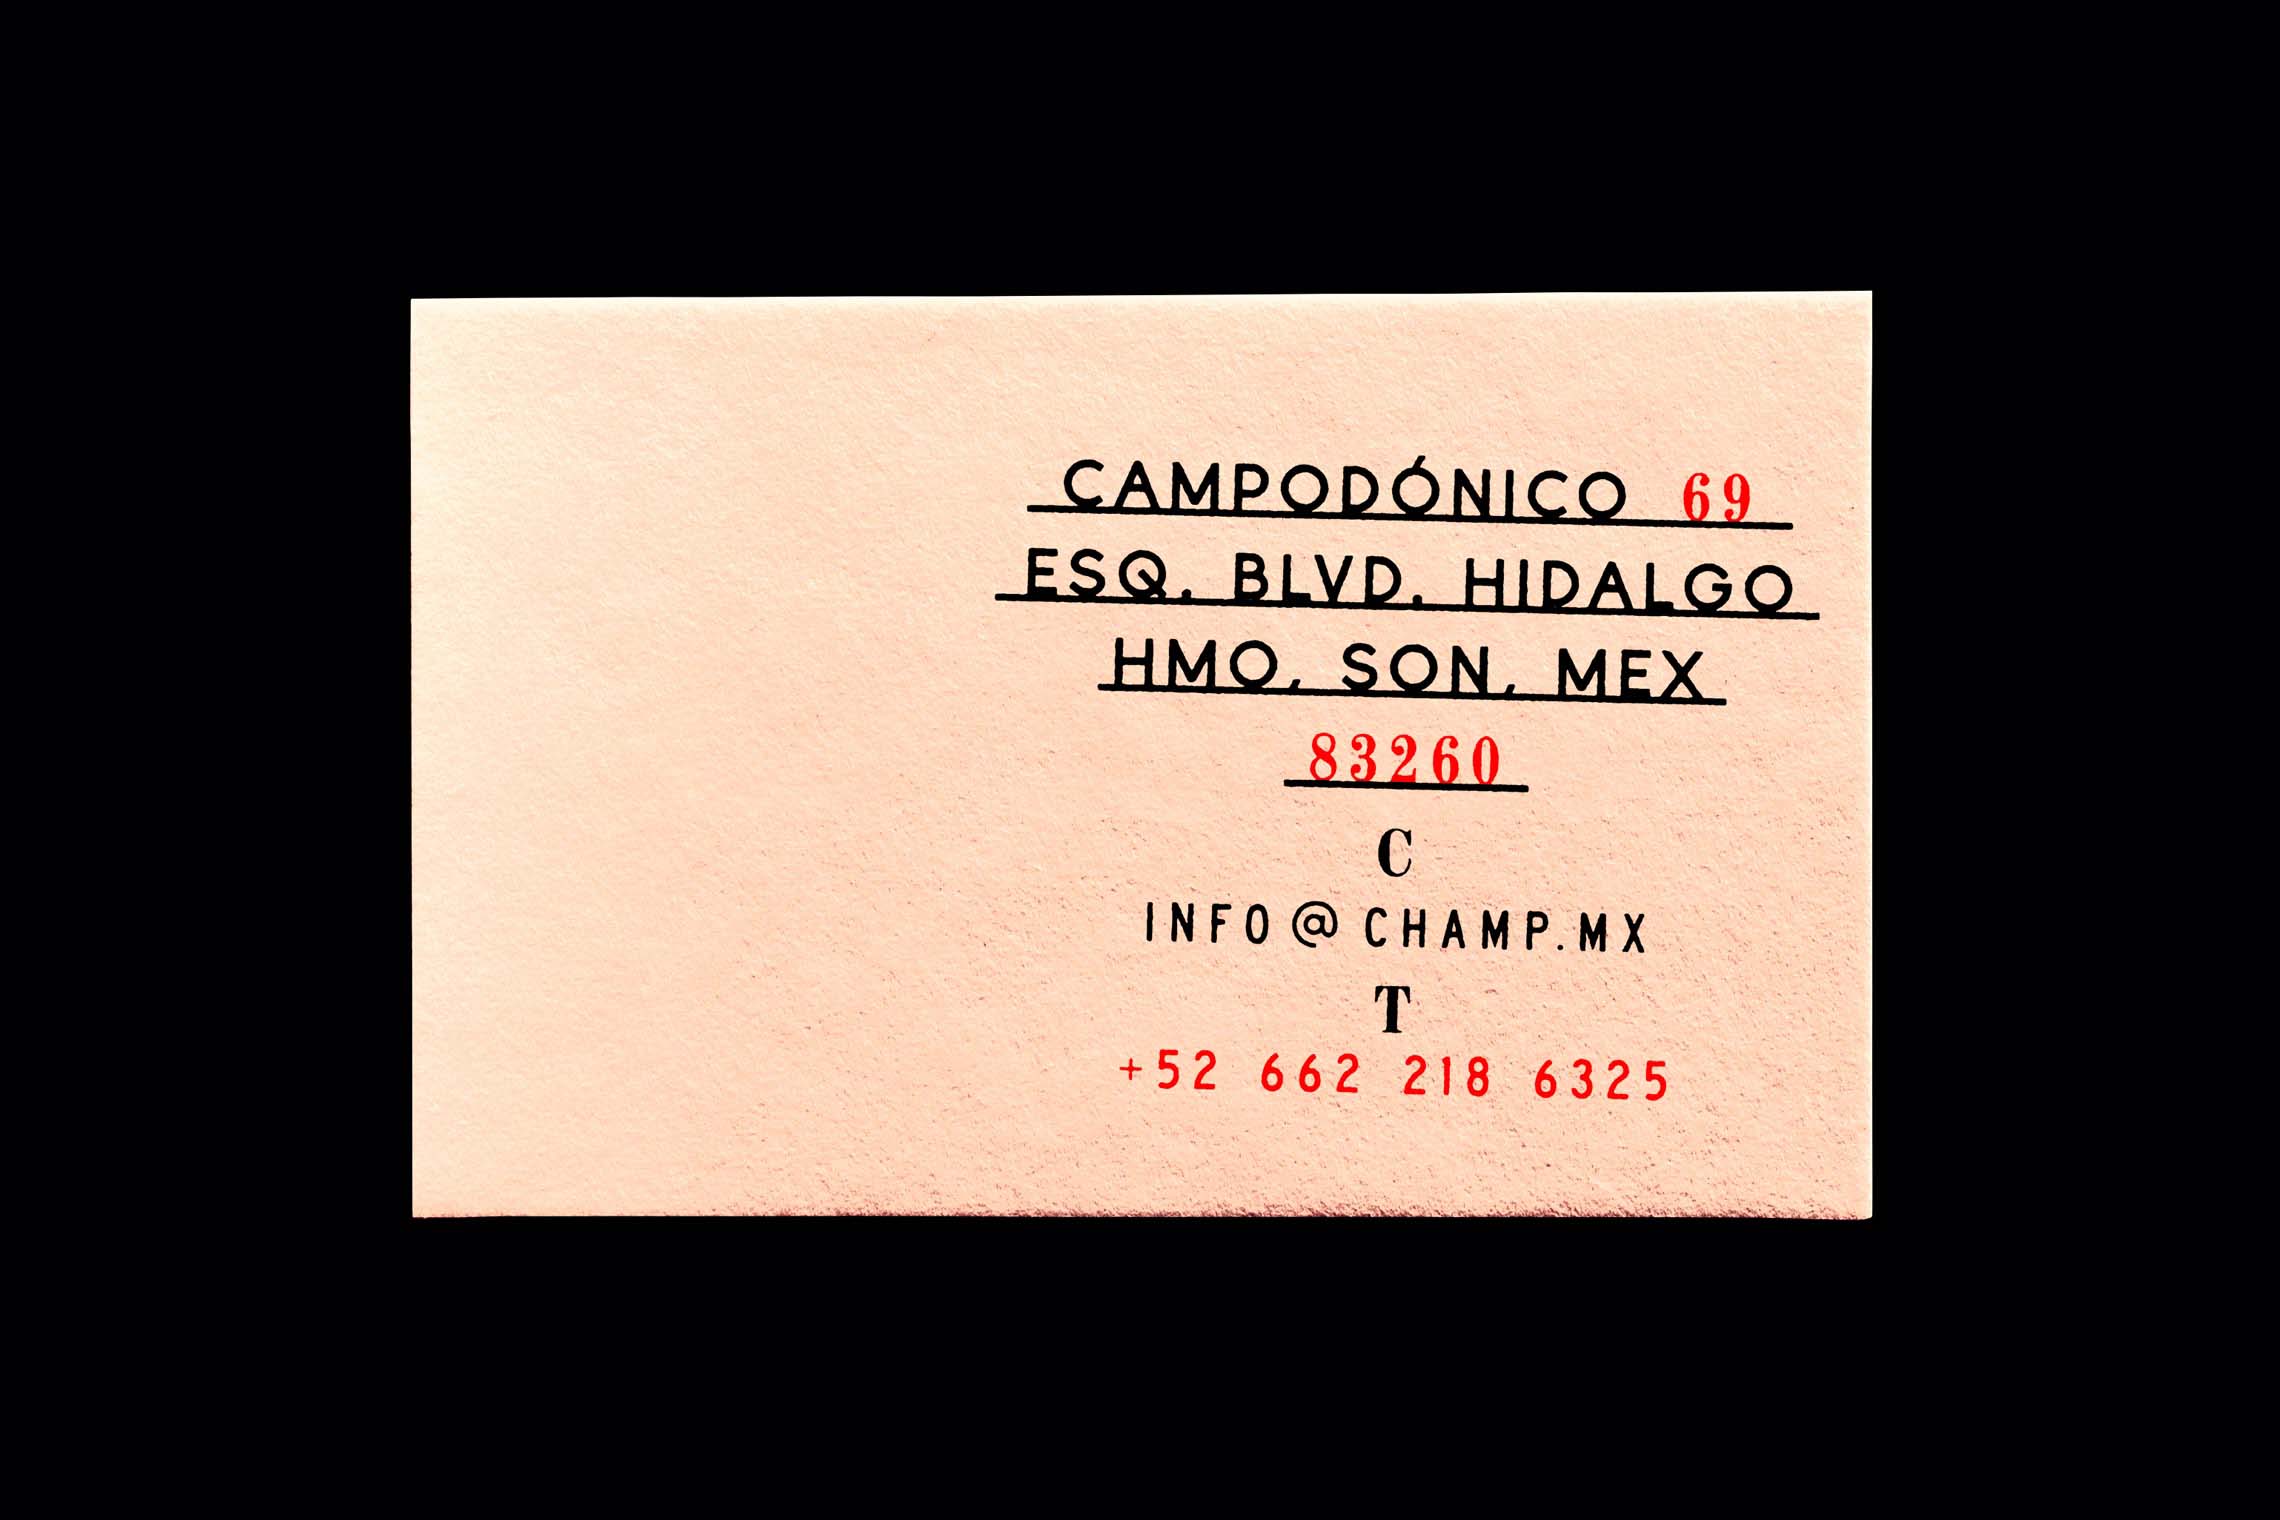 CAMPODÓNICO 69
ESQ. BLVD. HIDALGO
HMO, SON, MEX
83260
C
INFO@CHAMP.MX
T
+52 662 218 6325